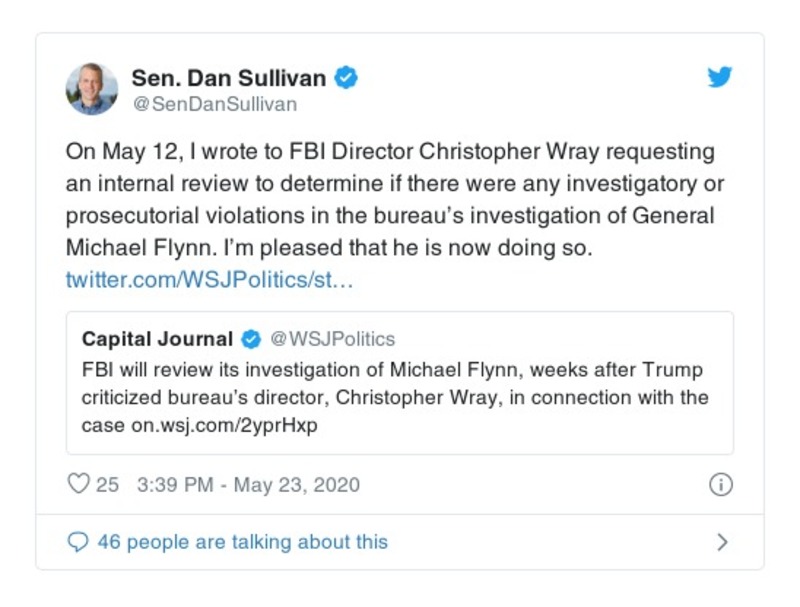 Sen. Dan Sullivan
@SenDanSullivan
On May 12, I wrote to FBI Director Christopher Wray requesting
an internal review to determine if there were any investigatory or
prosecutorial violations in the bureau’s investigation of General
Michael Flynn. I’m pleased that he is now doing so.
twitter.com/WSJPolitics/st…
Capital Journal @WSJPolitics
FBI will review its investigation of Michael Flynn, weeks after Trump
criticized bureau’s director, Christopher Wray, in connection with the
case on.wsj.com/2yprHxp
25 3:39 PM - May 23, 2020
46 people are talking about this